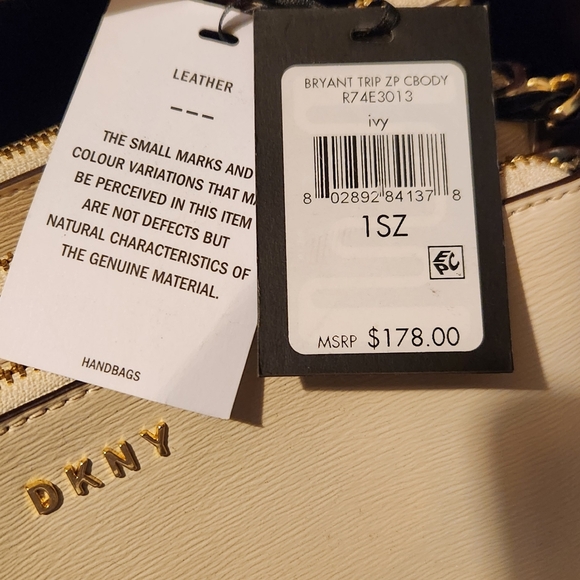 LEATHER
THE SMALL MARKS AND
COLOUR VARIATIONS THAT
BE PERCEIVED IN THIS ITEM
ARE NOT DEFECTS BUT
NATURAL CHARACTERISTICS OF
THE GENUINE MATERIAL.
HANDBAGS
BRYANT TRIP ZP CBODY
R74E3013
ivy
8 02892 84137 8
1SZ
EPC
MSRP $178.00
DKNY